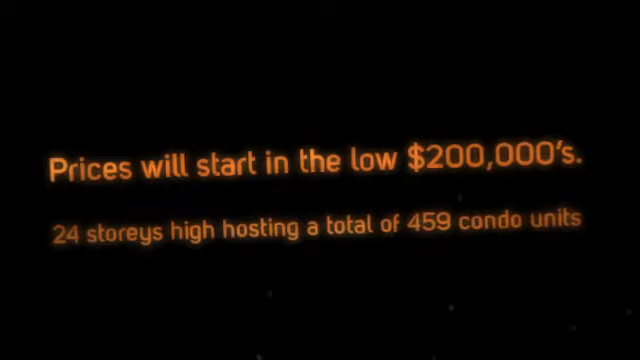 Prices will start in the low $200,000's.
24 storeys high hosting a total of 459 condo units